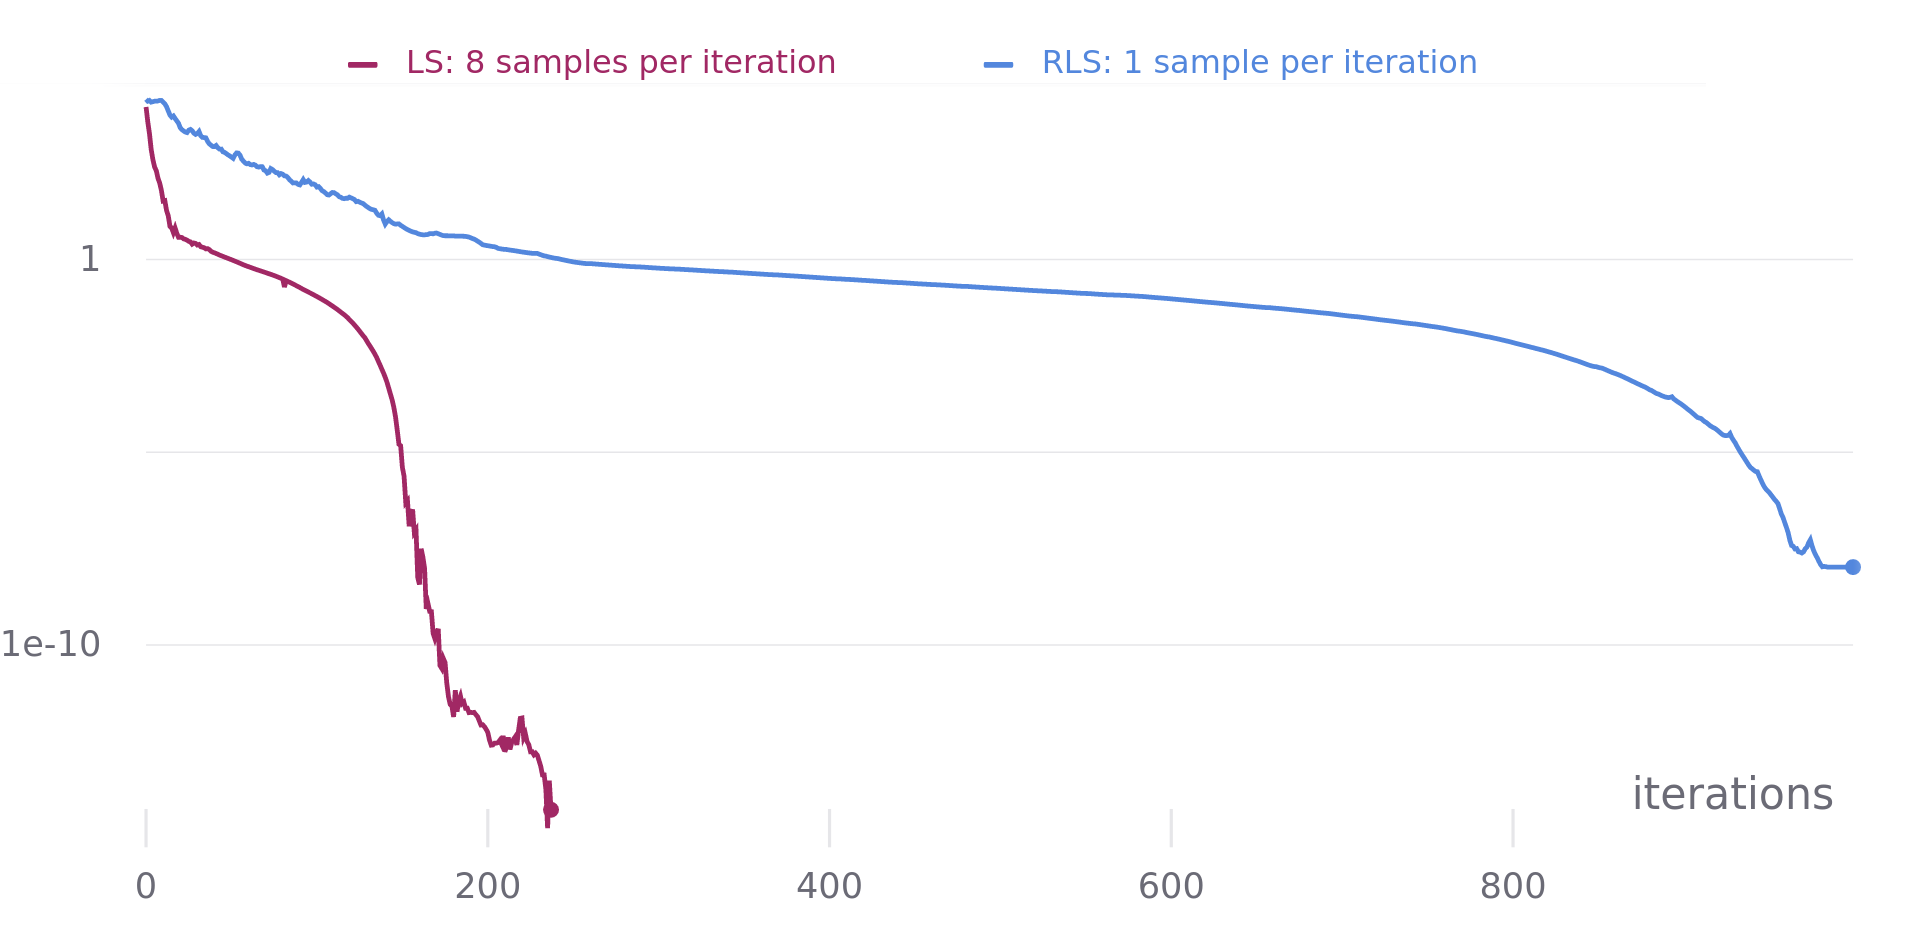 LS: 8 samples per iteration RLS: 1 sample per iteration
1
1e-10
iterations
0 200 400 600 800